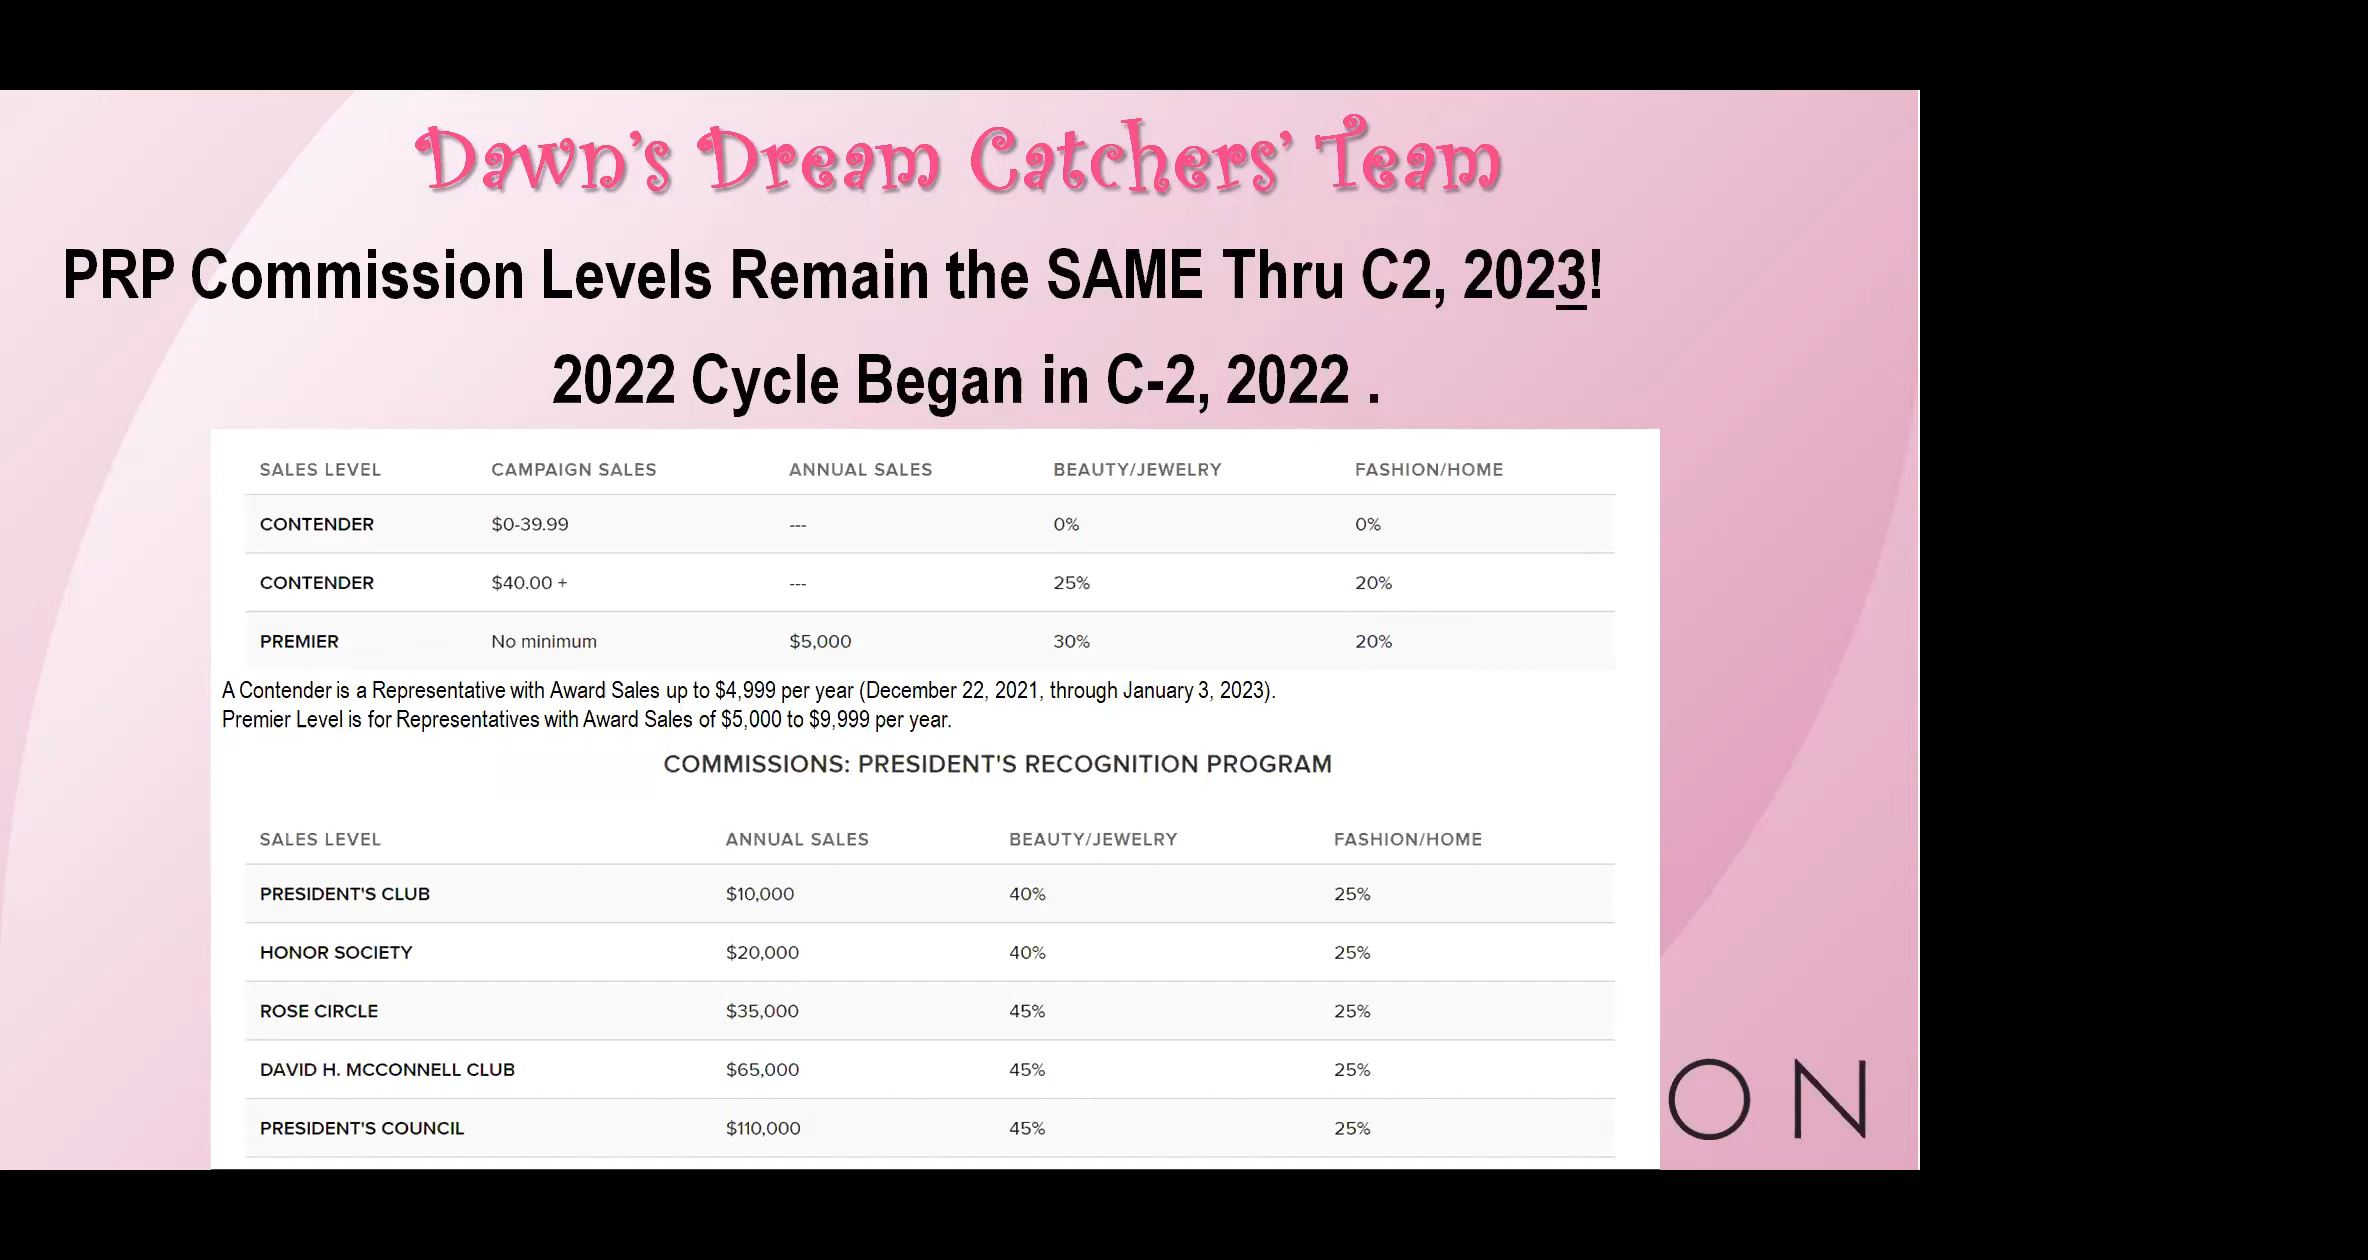 Dawn's Dream Catchers' Team
PRP Commission Levels Remain the SAME Thru C2, 2023!
2022 Cycle Began in C-2, 2022 .
SALES LEVEL CAMPAIGN SALES ANNUAL SALES BEAUTY/JEWELRY FASHION/HOME
CONTENDER $0-39.99 --- 0% 0%
CONTENDER $40.00 + --- 25% 20%
PREMIER No minimum $5,000 30% 20%
A Contender is a Representative with Award Sales up to $4,999 per year (December 22, 2021, through January 3, 2023).
Premier Level is for Representatives with Award Sales of $5,000 to $9,999 per year.
COMMISSIONS: PRESIDENT'S RECOGNITION PROGRAM
SALES LEVEL ANNUAL SALES BEAUTY/JEWELRY FASHION/HOME
PRESIDENT'S CLUB $10,000 40% 25%
HONOR SOCIETY $20,000 40% 25%
ROSE CIRCLE $35,000 45% 25%
DAVID H. MCCONNELL CLUB $65,000 45% 25%
PRESIDENT'S COUNCIL $110,000 45% 25%
ON